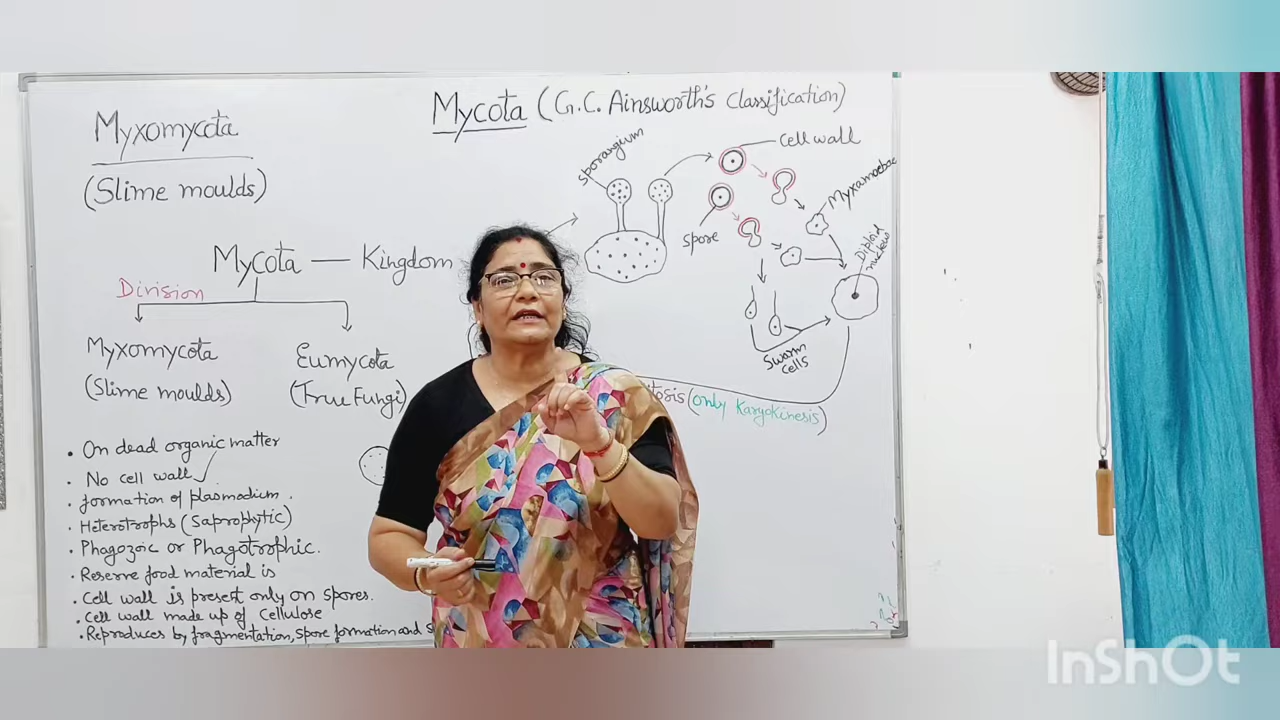 Mycota (G.C. Ainsworth's Classification)
Myxomycota
(Slime moulds)
sporangium
cell wall
Myxamoebae
spore
Diploid nucleus
Swarm
cells
Mycota — Kingdom
Division
Myxomycota
(Slime moulds)
Eumycota
(True Fungi)
(only Karyokinesis)
• On dead organic matter
• No cell wall
• formation of plasmodium.
• Heterotrophs (Saprophytic)
• Phagozoic or Phagotrophic.
• Reserve food material is
• Cell wall is present only on spores.
• Cell wall made up of cellulose
• Reproduces by fragmentation, spore formation and
InShOt